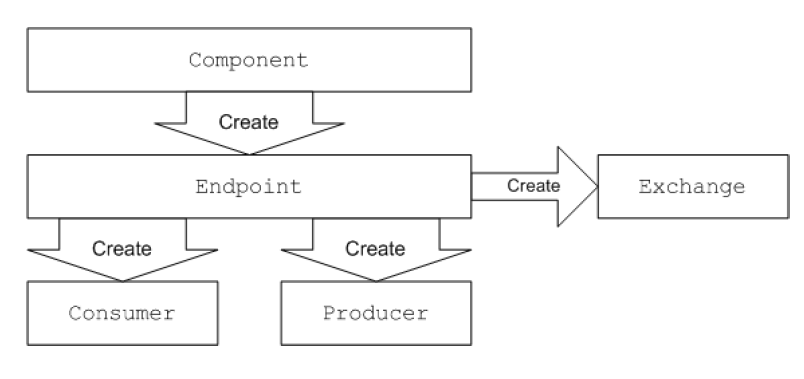 Component
Create
Endpoint
Create
Exchange
Create
Create
Consumer
Producer